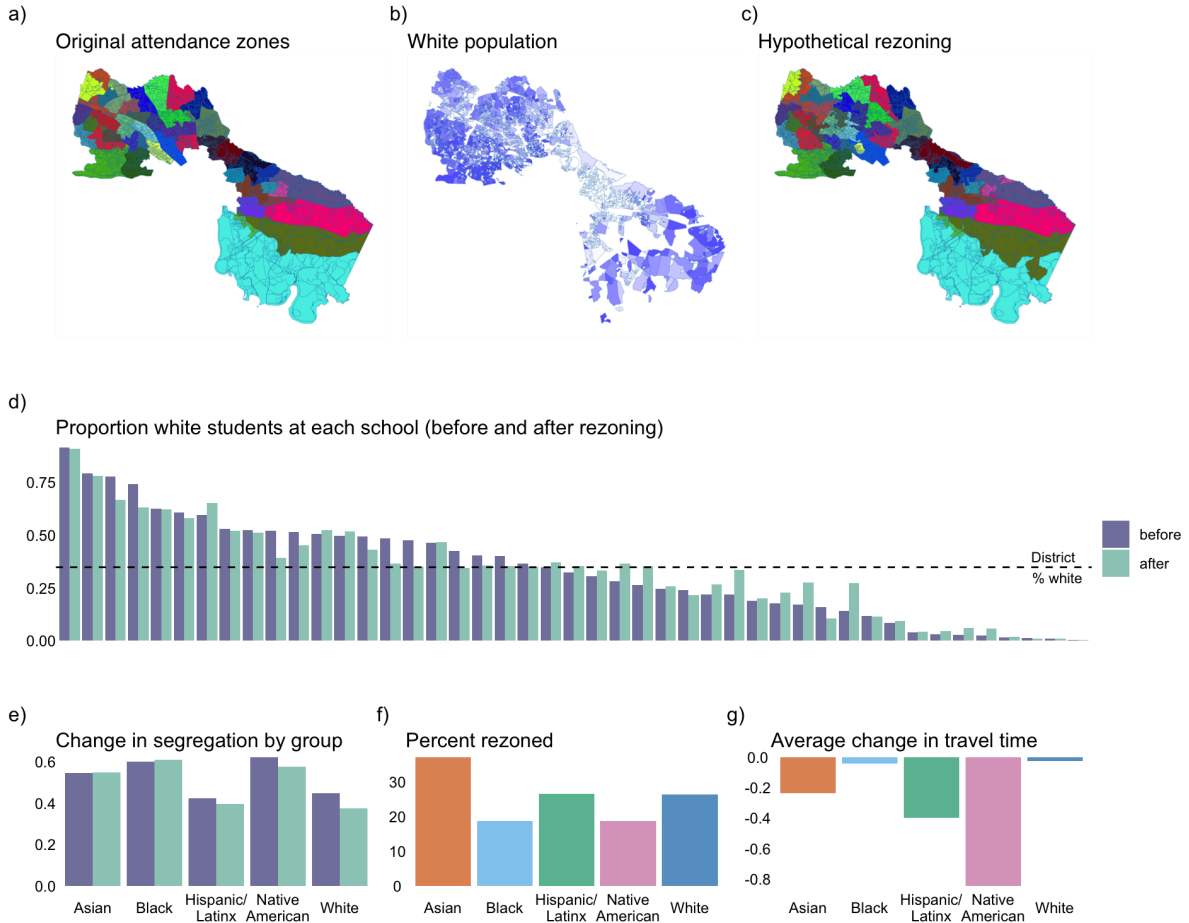 a)
Original attendance zones
b)
White population
c)
Hypothetical rezoning
d)
Proportion white students at each school (before and after rezoning)
0.75
0.50
0.25
0.00
District
% white
before
after
e)
Change in segregation by group
0.6
0.4
0.2
0.0
Asian
Black
Hispanic/
Latinx
Native
American
White
f)
Percent rezoned
30
20
10
0
Asian
Black
Hispanic/
Latinx
Native
American
White
g)
Average change in travel time
0.0
-0.2
-0.4
-0.6
-0.8
Asian
Black
Hispanic/
Latinx
Native
American
White